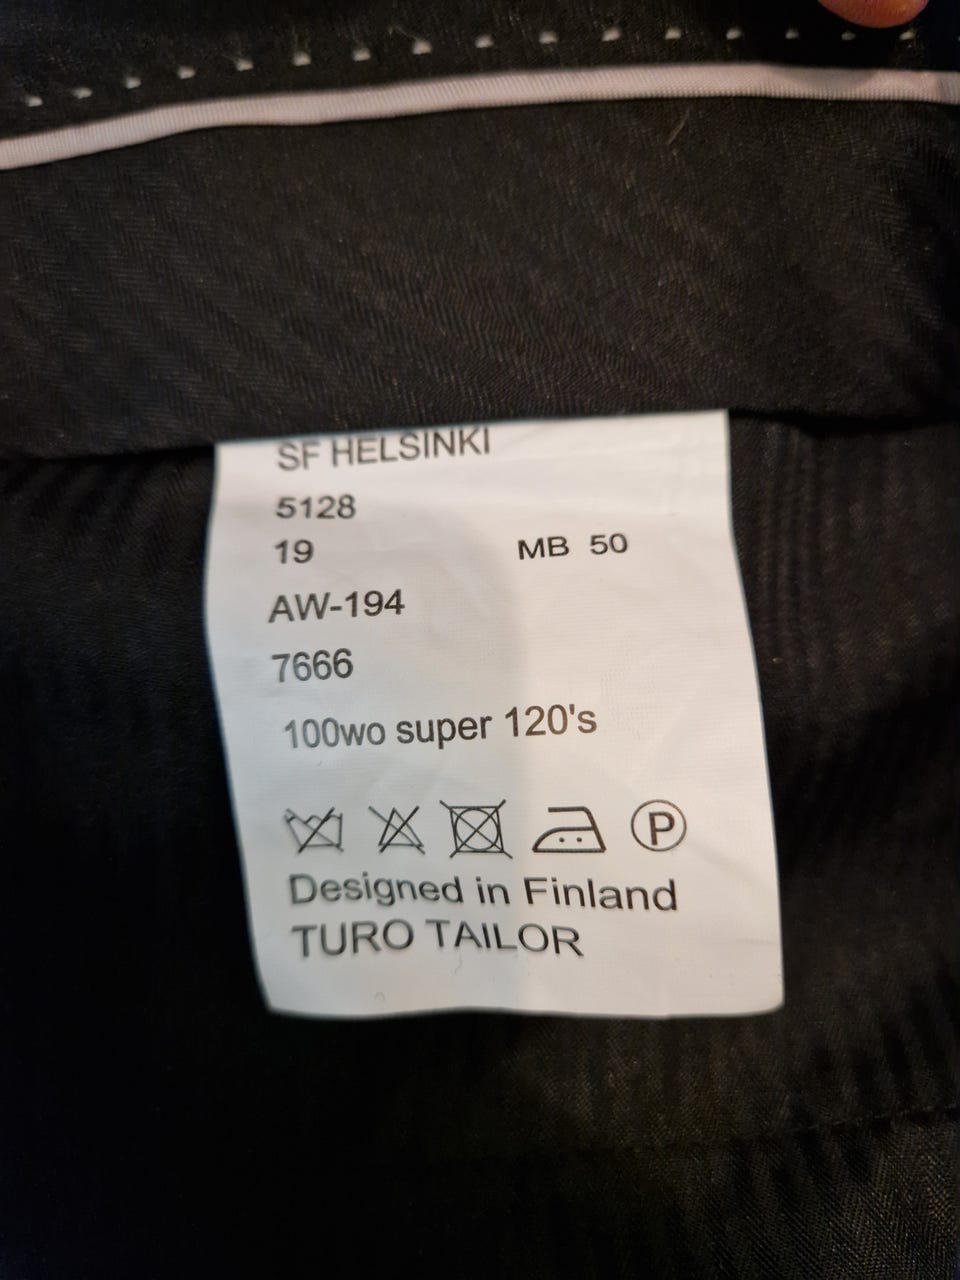 SF HELSINKI
5128
19 MB 50
AW-194
7666
100wo super 120's
P
Designed in Finland
TURO TAILOR